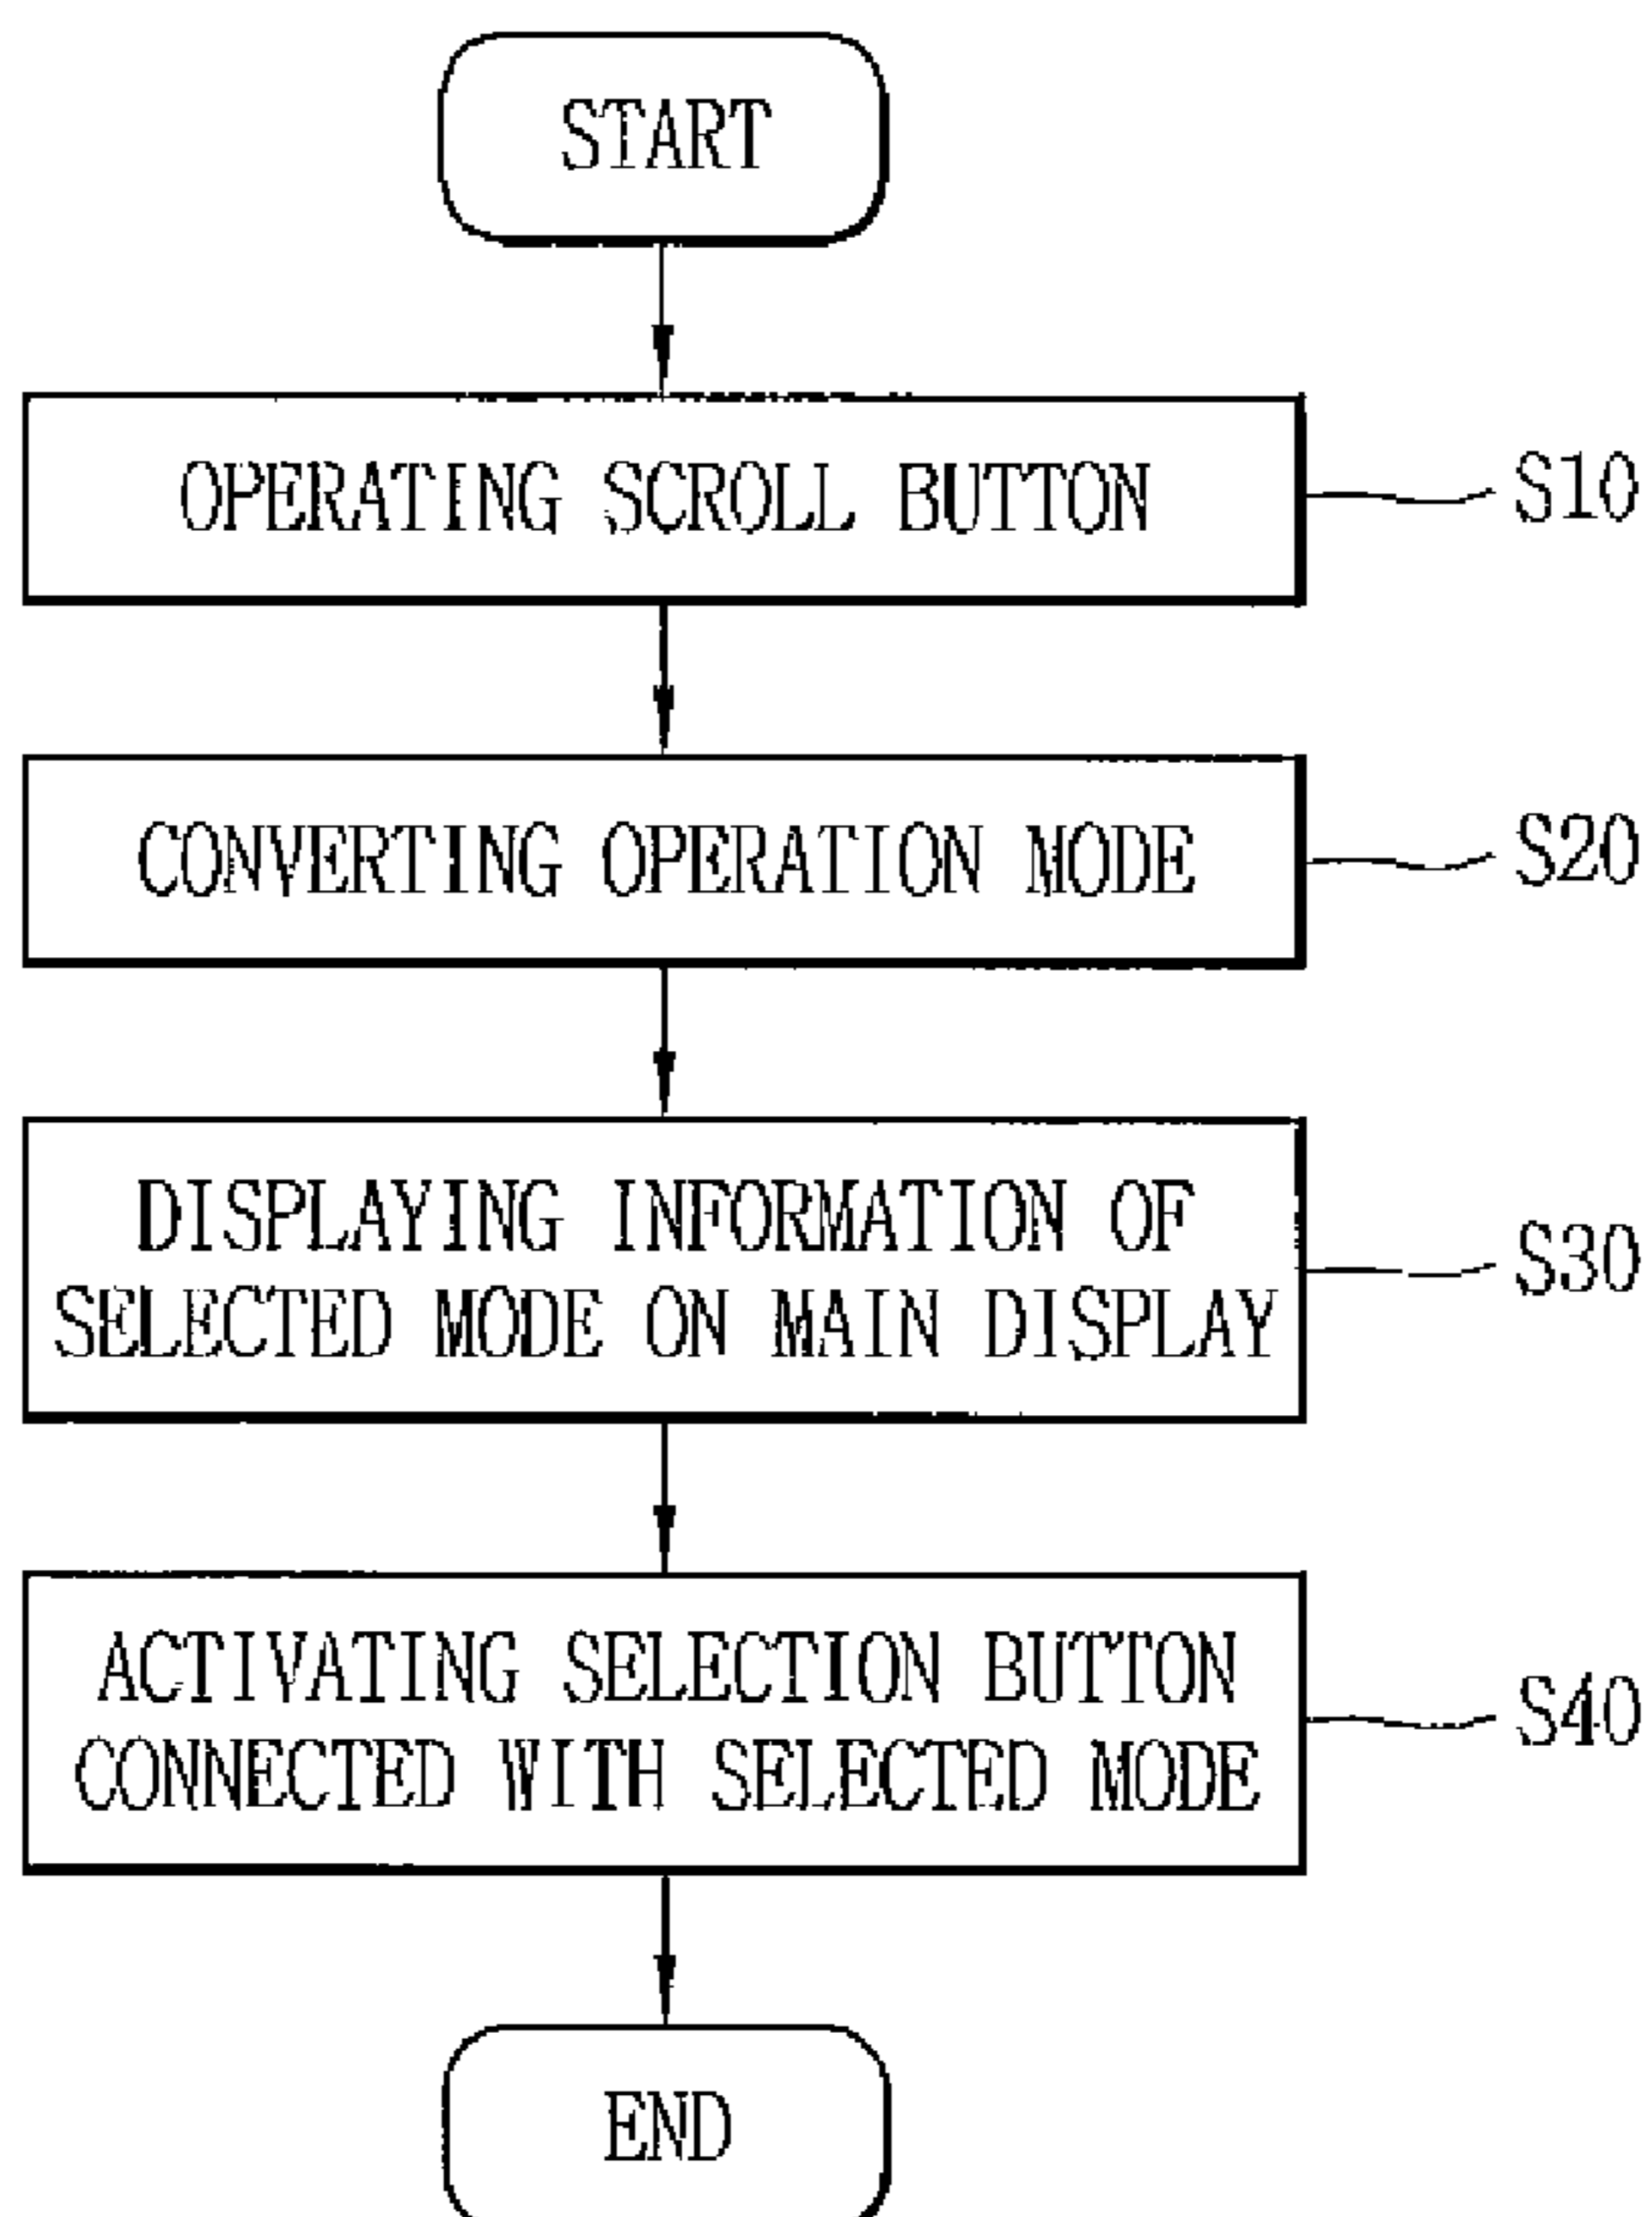 START
OPERATING SCROLL BUTTON
S10
CONVERTING OPERATION MODE
S20
DISPLAYING INFORMATION OF
SELECTED MODE ON MAIN DISPLAY
S30
ACTIVATING SELECTION BUTTON
CONNECTED WITH SELECTED MODE
S40
END